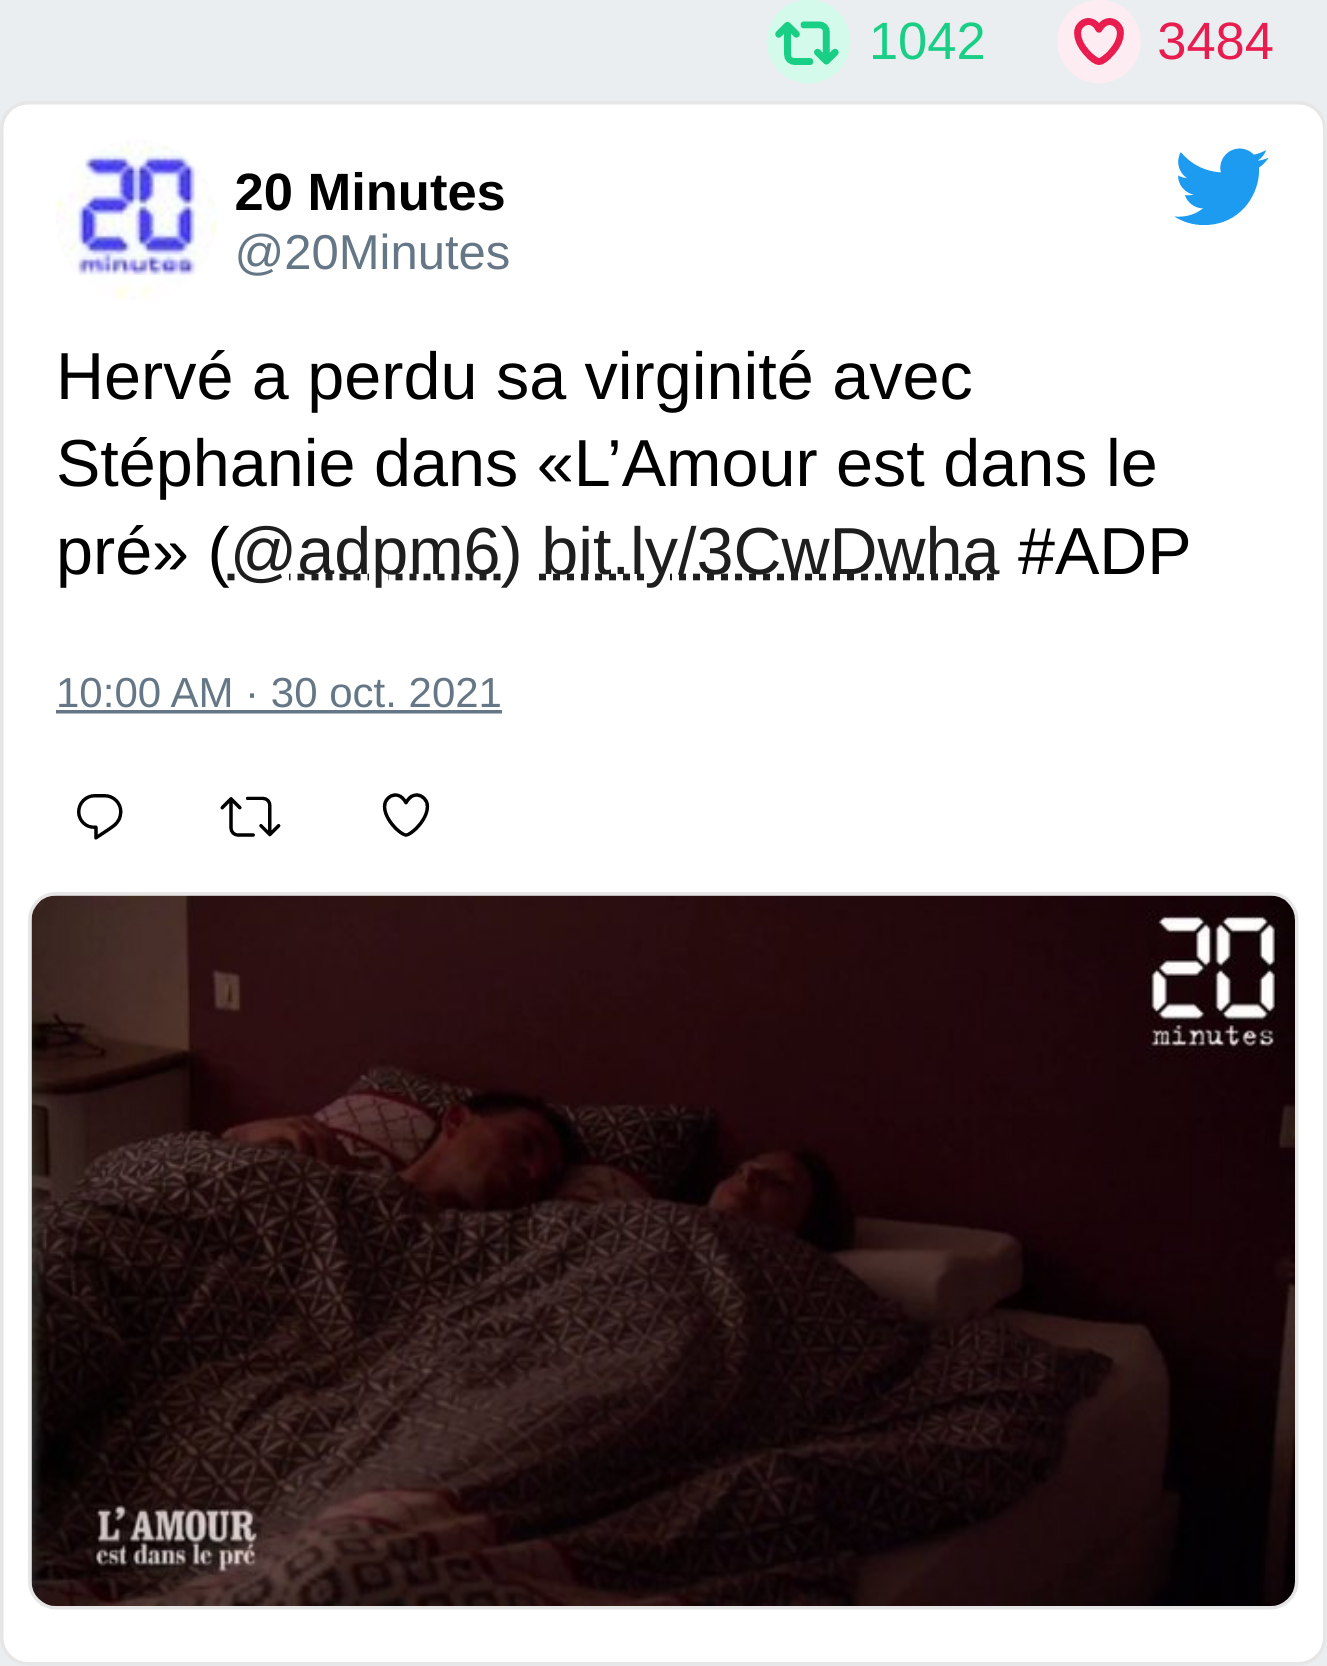 1042 3484
20 minutes
20 Minutes
@20Minutes
Hervé a perdu sa virginité avec
Stéphanie dans «L’Amour est dans le
pré» (@adpm6) bit.ly/3CwDwha #ADP
10:00 AM · 30 oct. 2021
20
minutes
L’AMOUR
est dans le pré